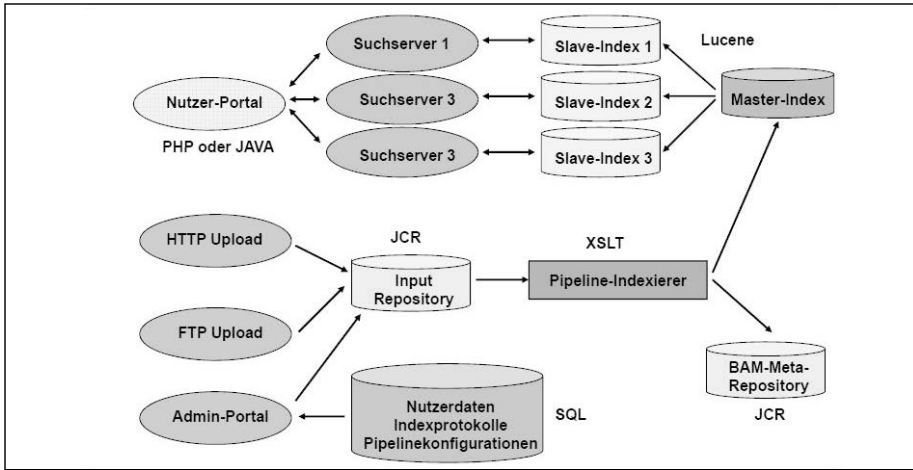 Suchserver 1
Slave-Index 1
Lucene
Nutzer-Portal
Suchserver 3
Slave-Index 2
Master-Index
PHP oder JAVA
Suchserver 3
Slave-Index 3
HTTP Upload
JCR
XSLT
Input
Repository
Pipeline-Indexierer
FTP Upload
BAM-Meta-
Repository
JCR
Admin-Portal
Nutzerdaten
Indexprotokolle
Pipelinekonfigurationen
SQL